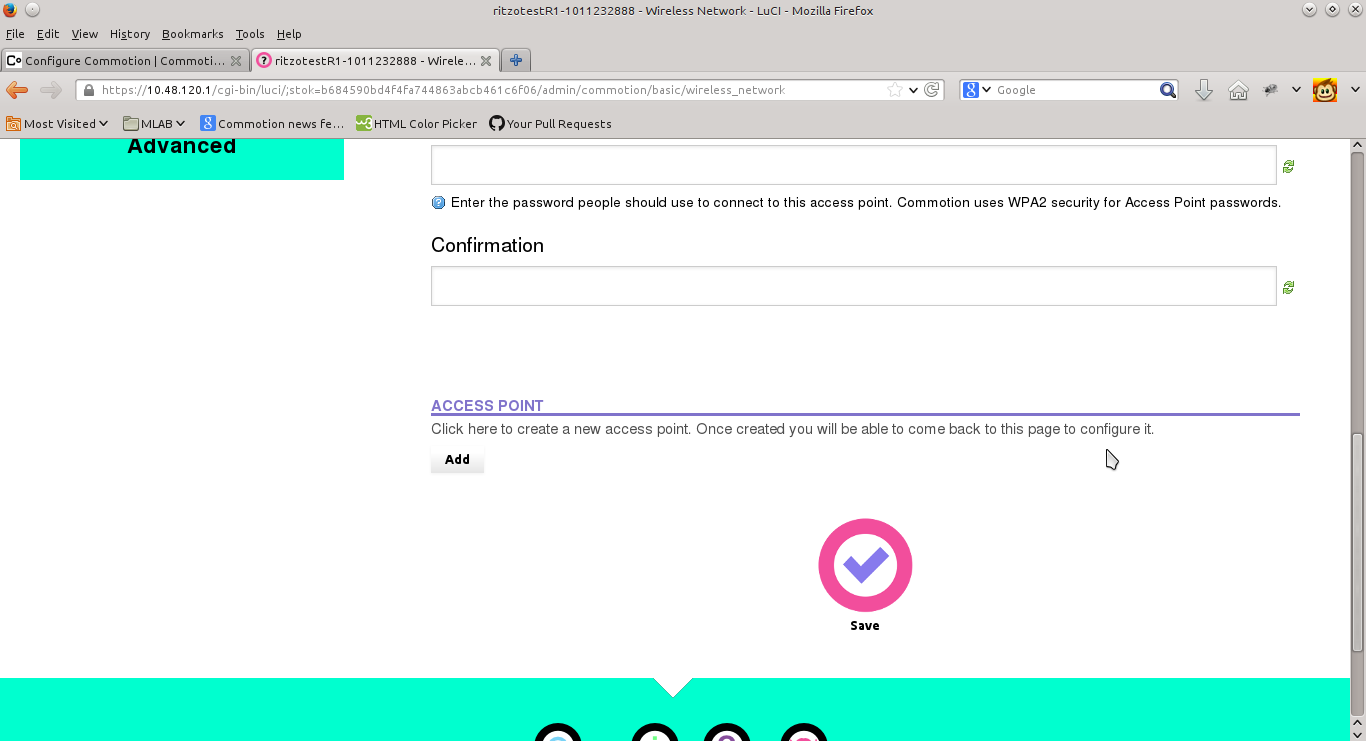 ritzotestR1-1011232888 - Wireless Network - LuCI - Mozilla Firefox
File Edit View History Bookmarks Tools Help
Configure Commotion | Commoti... ritzotestR1-1011232888 - Wirele...
https://10.48.120.1/cgi-bin/luci/;stok=b684590bd4f4fa744863abcb461c6f06/admin/commotion/basic/wireless_network Google
Most Visited MLAB Commotion news fe... HTML Color Picker Your Pull Requests
Advanced
Enter the password people should use to connect to this access point. Commotion uses WPA2 security for Access Point passwords.
Confirmation
ACCESS POINT
Click here to create a new access point. Once created you will be able to come back to this page to configure it.
Add
Save